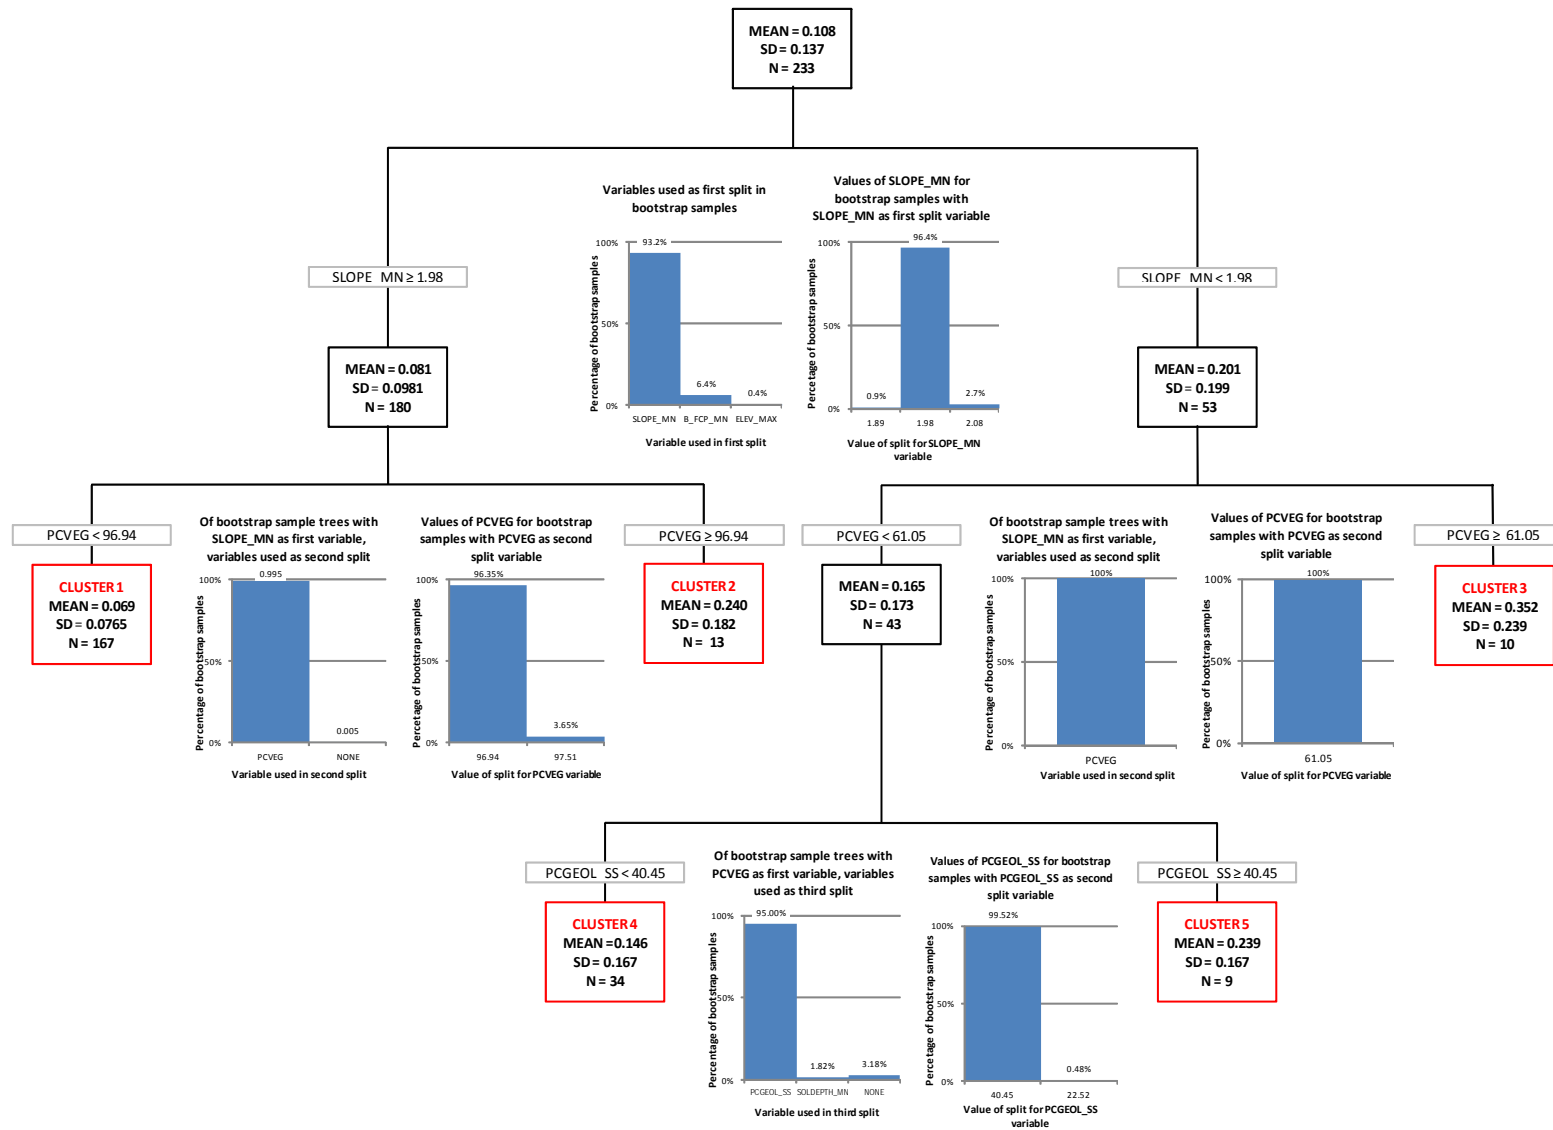 MEAN = 0.108
SD = 0.137
N = 233
SLOPE_MN ≥ 1.98
SLOPE_MN < 1.98
Variables used as first split in
bootstrap samples
Percentage of bootstrap samples
100%
50%
0%
93.2%
6.4%
0.4%
SLOPE_MN
B_FCP_MN
ELEV_MAX
Variable used in first split
Values of SLOPE_MN for
bootstrap samples with
SLOPE_MN as first split variable
Percetage of bootstrap samples
100%
50%
0%
0.9%
96.4%
2.7%
1.89
1.98
2.08
Value of split for SLOPE_MN
variable
MEAN = 0.081
SD = 0.0981
N = 180
MEAN = 0.201
SD = 0.199
N = 53
PCVEG < 96.94
CLUSTER 1
MEAN = 0.069
SD = 0.0765
N = 167
Of bootstrap sample trees with
SLOPE_MN as first variable,
variables used as second split
Percentage of bootstrap samples
100%
50%
0%
0.995
0.005
PCVEG
NONE
Variable used in second split
Values of PCVEG for bootstrap
samples with PCVEG as second
split variable
Percetage of bootstrap samples
100%
50%
0%
96.35%
3.65%
96.94
97.51
Value of split for PCVEG variable
PCVEG ≥ 96.94
CLUSTER 2
MEAN = 0.240
SD = 0.182
N = 13
PCVEG < 61.05
MEAN = 0.165
SD = 0.173
N = 43
Of bootstrap sample trees with
SLOPE_MN as first variable,
variables used as second split
Percentage of bootstrap samples
100%
50%
0%
100%
PCVEG
Variable used in second split
Values of PCVEG for bootstrap
samples with PCVEG as second
split variable
Percetage of bootstrap samples
100%
50%
0%
100%
61.05
Value of split for PCVEG variable
PCVEG ≥ 61.05
CLUSTER 3
MEAN = 0.352
SD = 0.239
N = 10
PCGEOL_SS < 40.45
CLUSTER 4
MEAN =0.146
SD = 0.167
N = 34
Of bootstrap sample trees with
PCVEG as first variable, variables
used as third split
Percentage of bootstrap samples
100%
50%
0%
95.00%
1.82%
3.18%
PCGEOL_SS
SOLDEPTH_MN
NONE
Variable used in third split
Values of PCGEOL_SS for bootstrap
samples with PCGEOL_SS as second
split variable
Percetage of bootstrap samples
100%
50%
0%
99.52%
0.48%
40.45
22.52
Value of split for PCGEOL_SS
variable
PCGEOL_SS ≥ 40.45
CLUSTER 5
MEAN = 0.239
SD = 0.167
N = 9